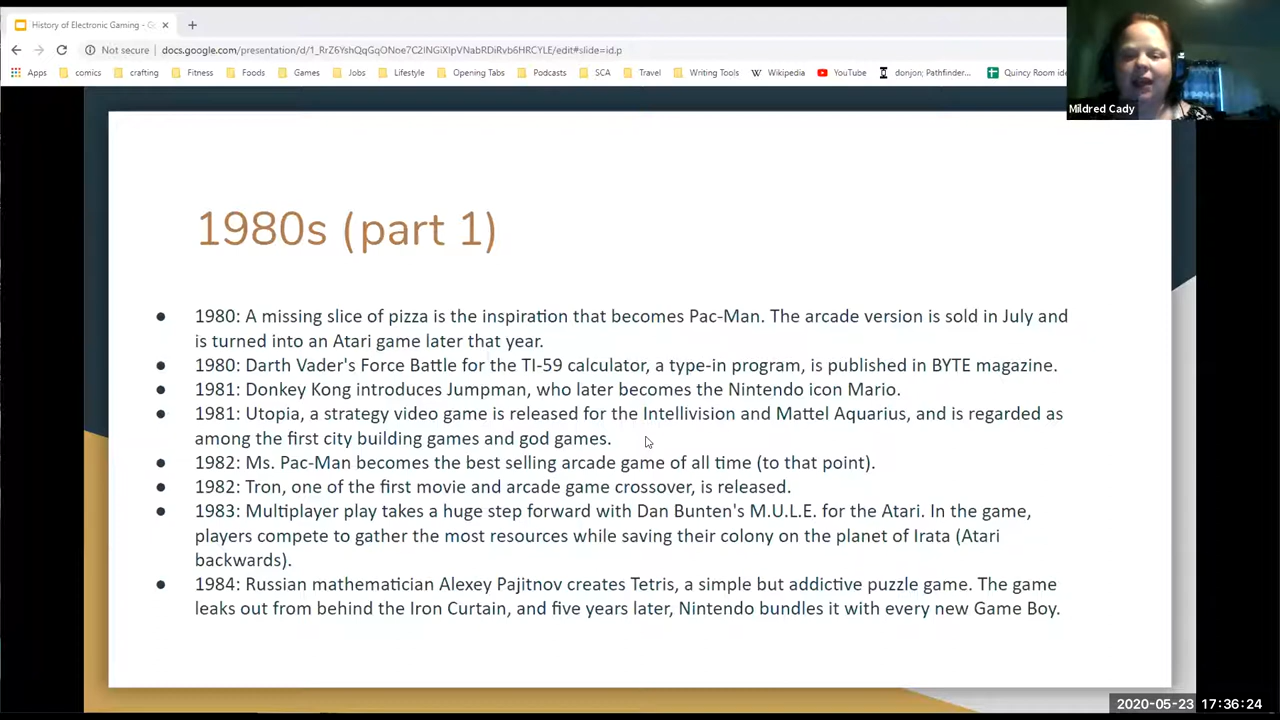 History of Electronic Gaming - Go
Not secure docs.google.com/presentation/d/1_RrZ6YshQqGqONoe7C2lNGiXlpVNabRDiRvb6HRCYLE/edit#slide=id.p
Apps comics crafting Fitness Foods Games Jobs Lifestyle Opening Tabs Podcasts SCA Travel Writing Tools Wikipedia YouTube donjon; Pathfinder... Quincy Room ide
Mildred Cady
1980s (part 1)
● 1980: A missing slice of pizza is the inspiration that becomes Pac-Man. The arcade version is sold in July and
is turned into an Atari game later that year.
● 1980: Darth Vader's Force Battle for the TI-59 calculator, a type-in program, is published in BYTE magazine.
● 1981: Donkey Kong introduces Jumpman, who later becomes the Nintendo icon Mario.
● 1981: Utopia, a strategy video game is released for the Intellivision and Mattel Aquarius, and is regarded as
among the first city building games and god games.
● 1982: Ms. Pac-Man becomes the best selling arcade game of all time (to that point).
● 1982: Tron, one of the first movie and arcade game crossover, is released.
● 1983: Multiplayer play takes a huge step forward with Dan Bunten's M.U.L.E. for the Atari. In the game,
players compete to gather the most resources while saving their colony on the planet of Irata (Atari
backwards).
● 1984: Russian mathematician Alexey Pajitnov creates Tetris, a simple but addictive puzzle game. The game
leaks out from behind the Iron Curtain, and five years later, Nintendo bundles it with every new Game Boy.
2020-05-23 17:36:24